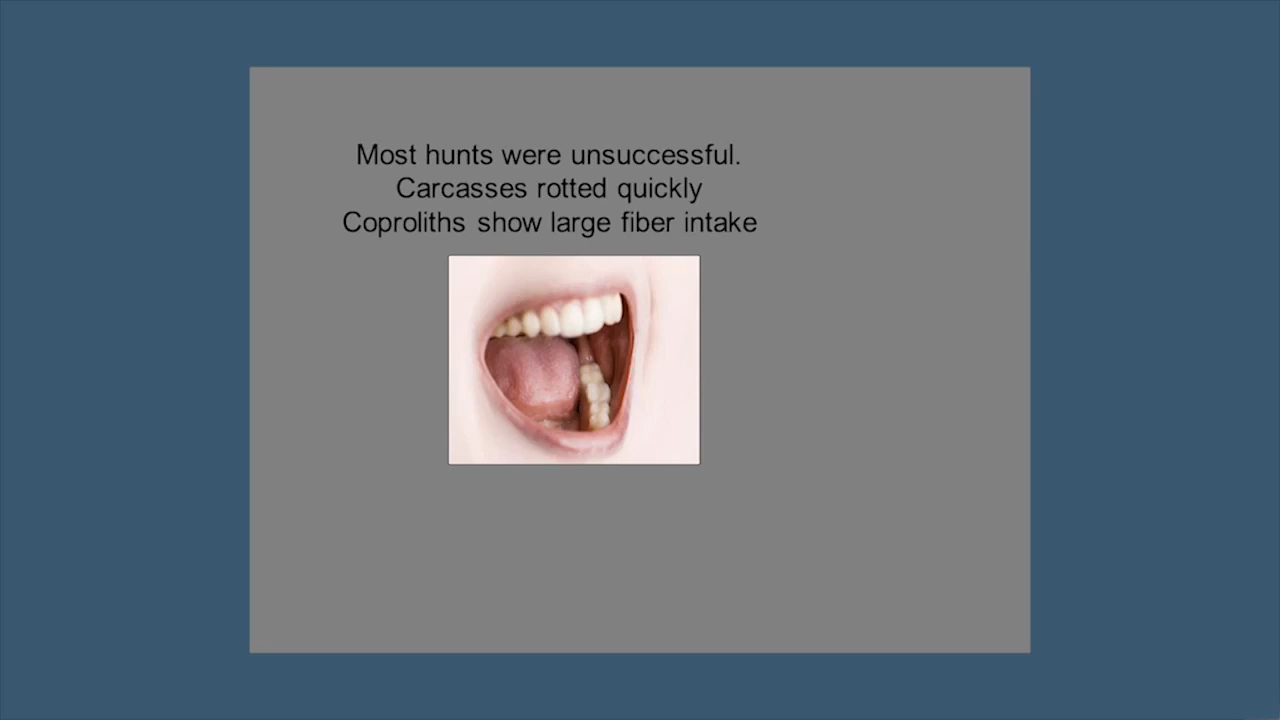 Most hunts were unsuccessful.
Carcasses rotted quickly
Coproliths show large fiber intake